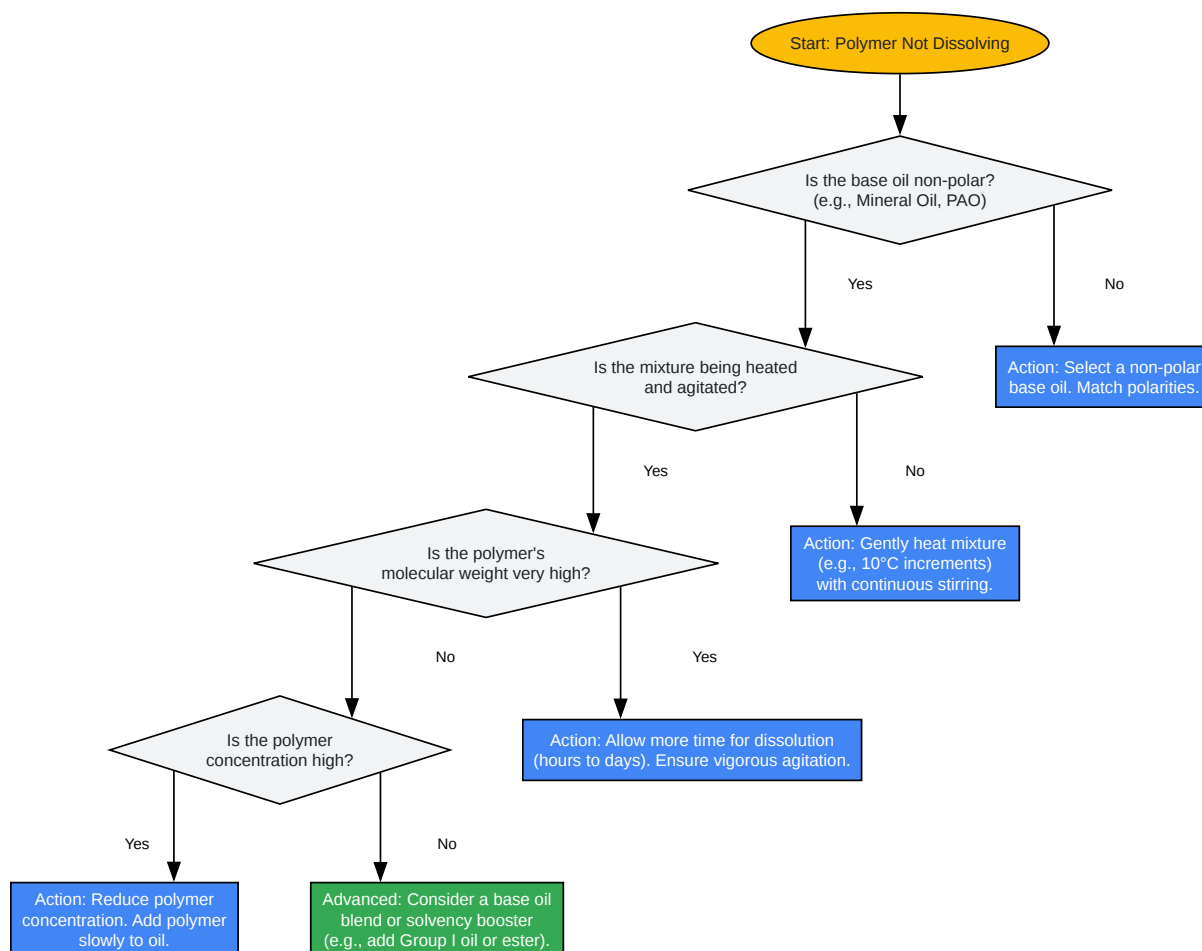 Start: Polymer Not Dissolving
Is the base oil non-polar?
(e.g., Mineral Oil, PAO)
Yes
No
Is the mixture being heated
and agitated?
Action: Select a non-polar
base oil. Match polarities.
Yes
No
Is the polymer's
molecular weight very high?
Action: Gently heat mixture
(e.g., 10°C increments)
with continuous stirring.
No
Yes
Is the polymer
concentration high?
Action: Allow more time for dissolution
(hours to days). Ensure vigorous agitation.
Yes
No
Action: Reduce polymer
concentration. Add polymer
slowly to oil.
Advanced: Consider a base oil
blend or solvency booster
(e.g., add Group I oil or ester).